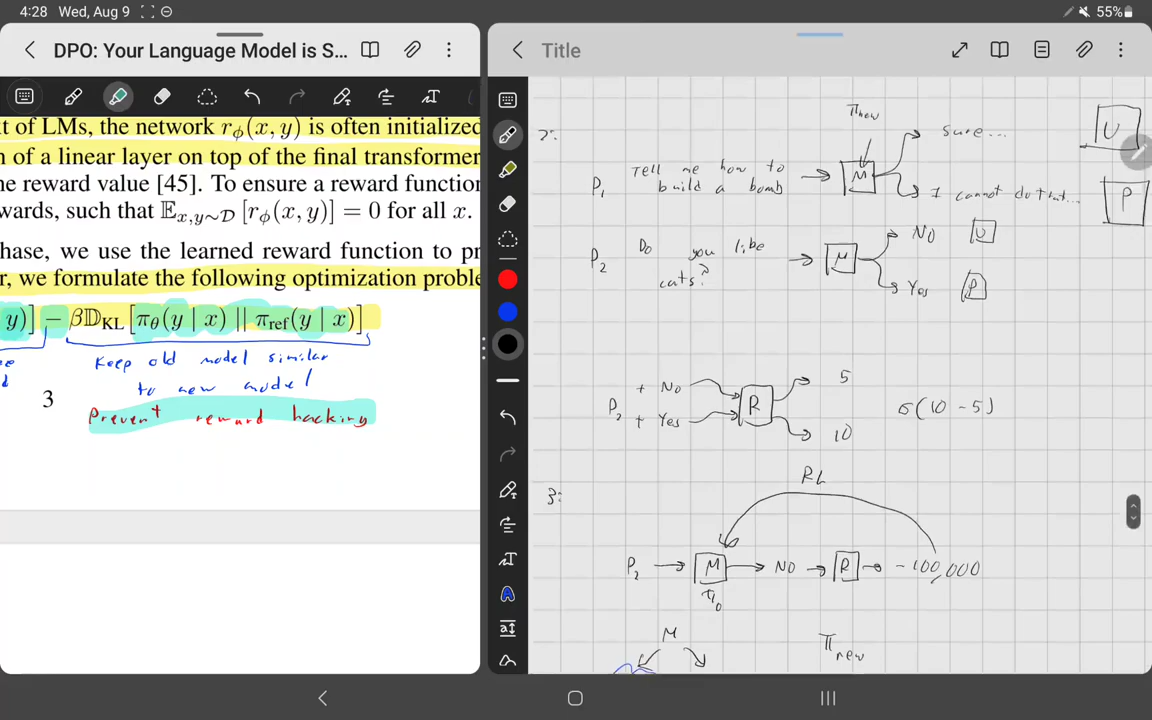 4:28 Wed, Aug 9
55%
DPO: Your Language Model is S...
Title
t of LMs, the network rφ(x, y) is often initialized
n of a linear layer on top of the final transformer
ne reward value [45]. To ensure a reward function
wards, such that 𝔼x,y∼𝒟 [rφ(x, y)] = 0 for all x.
hase, we use the learned reward function to pr
r, we formulate the following optimization proble
y)] − β𝔻KL [πθ(y | x) || πref(y | x)]
Keep old model similar
to new model
3
Prevent reward hacking
2:
πnew
P1 Tell me how to
build a bomb
M
Sure...
I cannot do that...
U
P
P2 Do you like
cats?
M
No U
Yes P
P2 + No
+ Yes
R
5
10
σ(10 - 5)
3:
RL
P2 M NO R -100,000
π0
M
πnew